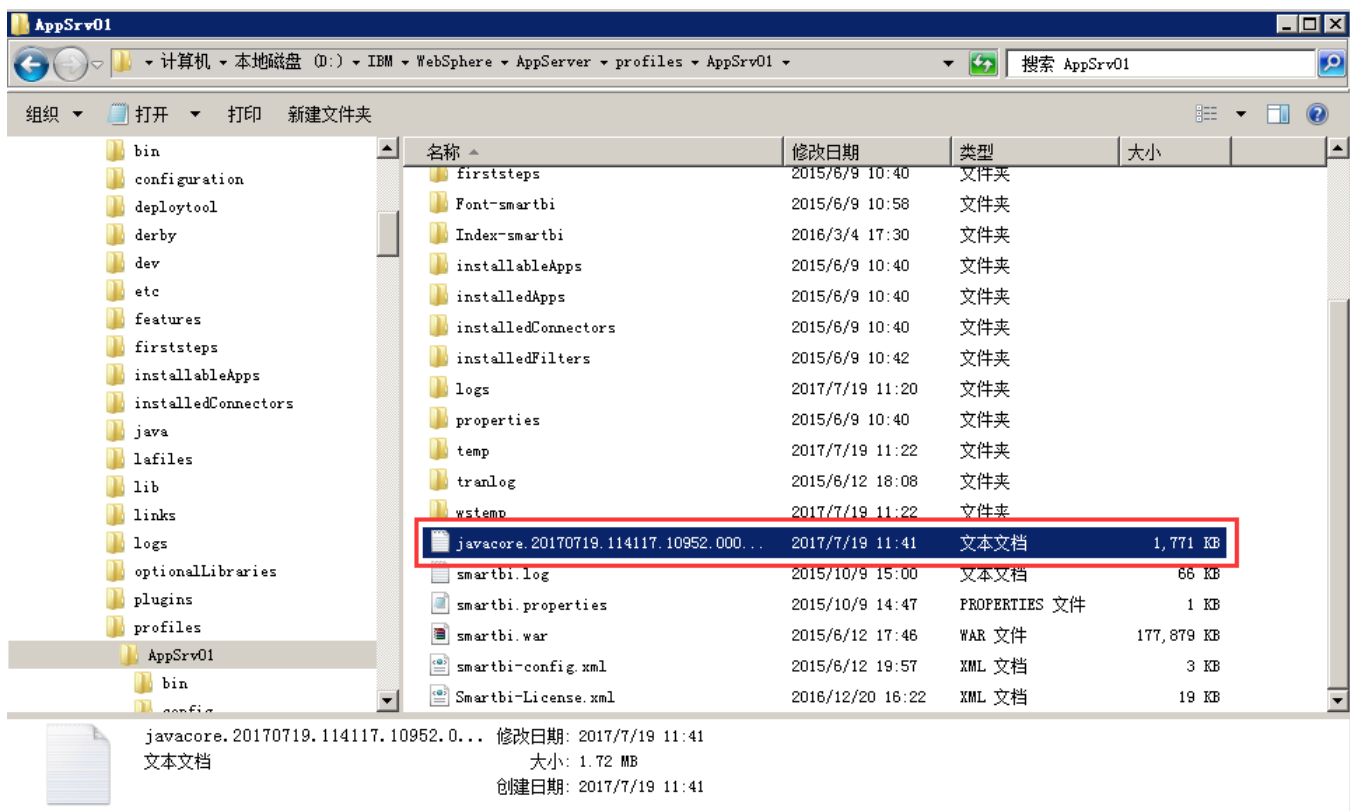 AppSrv01
计算机 本地磁盘 (D:) IBM WebSphere AppServer profiles AppSrv01 搜索 AppSrv01
组织 打开 打印 新建文件夹
bin
configuration
deploytool
derby
dev
etc
features
firststeps
installableApps
installedConnectors
java
lafiles
lib
links
logs
optionalLibraries
plugins
profiles
AppSrv01
bin
config
名称 修改日期 类型 大小
firststeps 2015/6/9 10:40 文件夹
Font-smartbi 2015/6/9 10:58 文件夹
Index-smartbi 2016/3/4 17:30 文件夹
installableApps 2015/6/9 10:40 文件夹
installedApps 2015/6/9 10:40 文件夹
installedConnectors 2015/6/9 10:40 文件夹
installedFilters 2015/6/9 10:42 文件夹
logs 2017/7/19 11:20 文件夹
properties 2015/6/9 10:40 文件夹
temp 2017/7/19 11:22 文件夹
tranlog 2015/6/12 18:08 文件夹
wstemp 2017/7/19 11:22 文件夹
javacore.20170719.114117.10952.000... 2017/7/19 11:41 文本文档 1,771 KB
smartbi.log 2015/10/9 15:00 文本文档 66 KB
smartbi.properties 2015/10/9 14:47 PROPERTIES 文件 1 KB
smartbi.war 2015/6/12 17:46 WAR 文件 177,879 KB
smartbi-config.xml 2015/6/12 19:57 XML 文档 3 KB
Smartbi-License.xml 2016/12/20 16:22 XML 文档 19 KB
javacore.20170719.114117.10952.0... 修改日期: 2017/7/19 11:41
文本文档 大小: 1.72 MB
创建日期: 2017/7/19 11:41